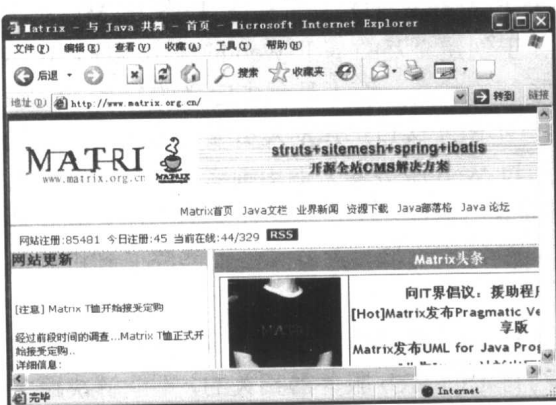 Matrix - 与 Java 共舞 - 首页 - Microsoft Internet Explorer
文件(F) 编辑(E) 查看(V) 收藏(A) 工具(T) 帮助(H)
后退 搜索 收藏夹
地址(D) http://www.matrix.org.cn/ 转到 链接
MATRI
www.matrix.org.cn
struts+sitemesh+spring+ibatis
开源全站CMS解决方案
Matrix首页 Java文栏 业界新闻 资源下载 Java部落格 Java 论坛
网站注册:85481 今日注册:45 当前在线:44/329 RSS
网站更新
Matrix头条
[注意] Matrix T恤开始接受定购
经过前段时间的调查...Matrix T恤正式开
始接受定购..
详细信息:
MATRI
向IT界倡议：援助程序
[Hot]Matrix发布Pragmatic Ve
享版
Matrix发布UML for Java Prog
完毕
Internet